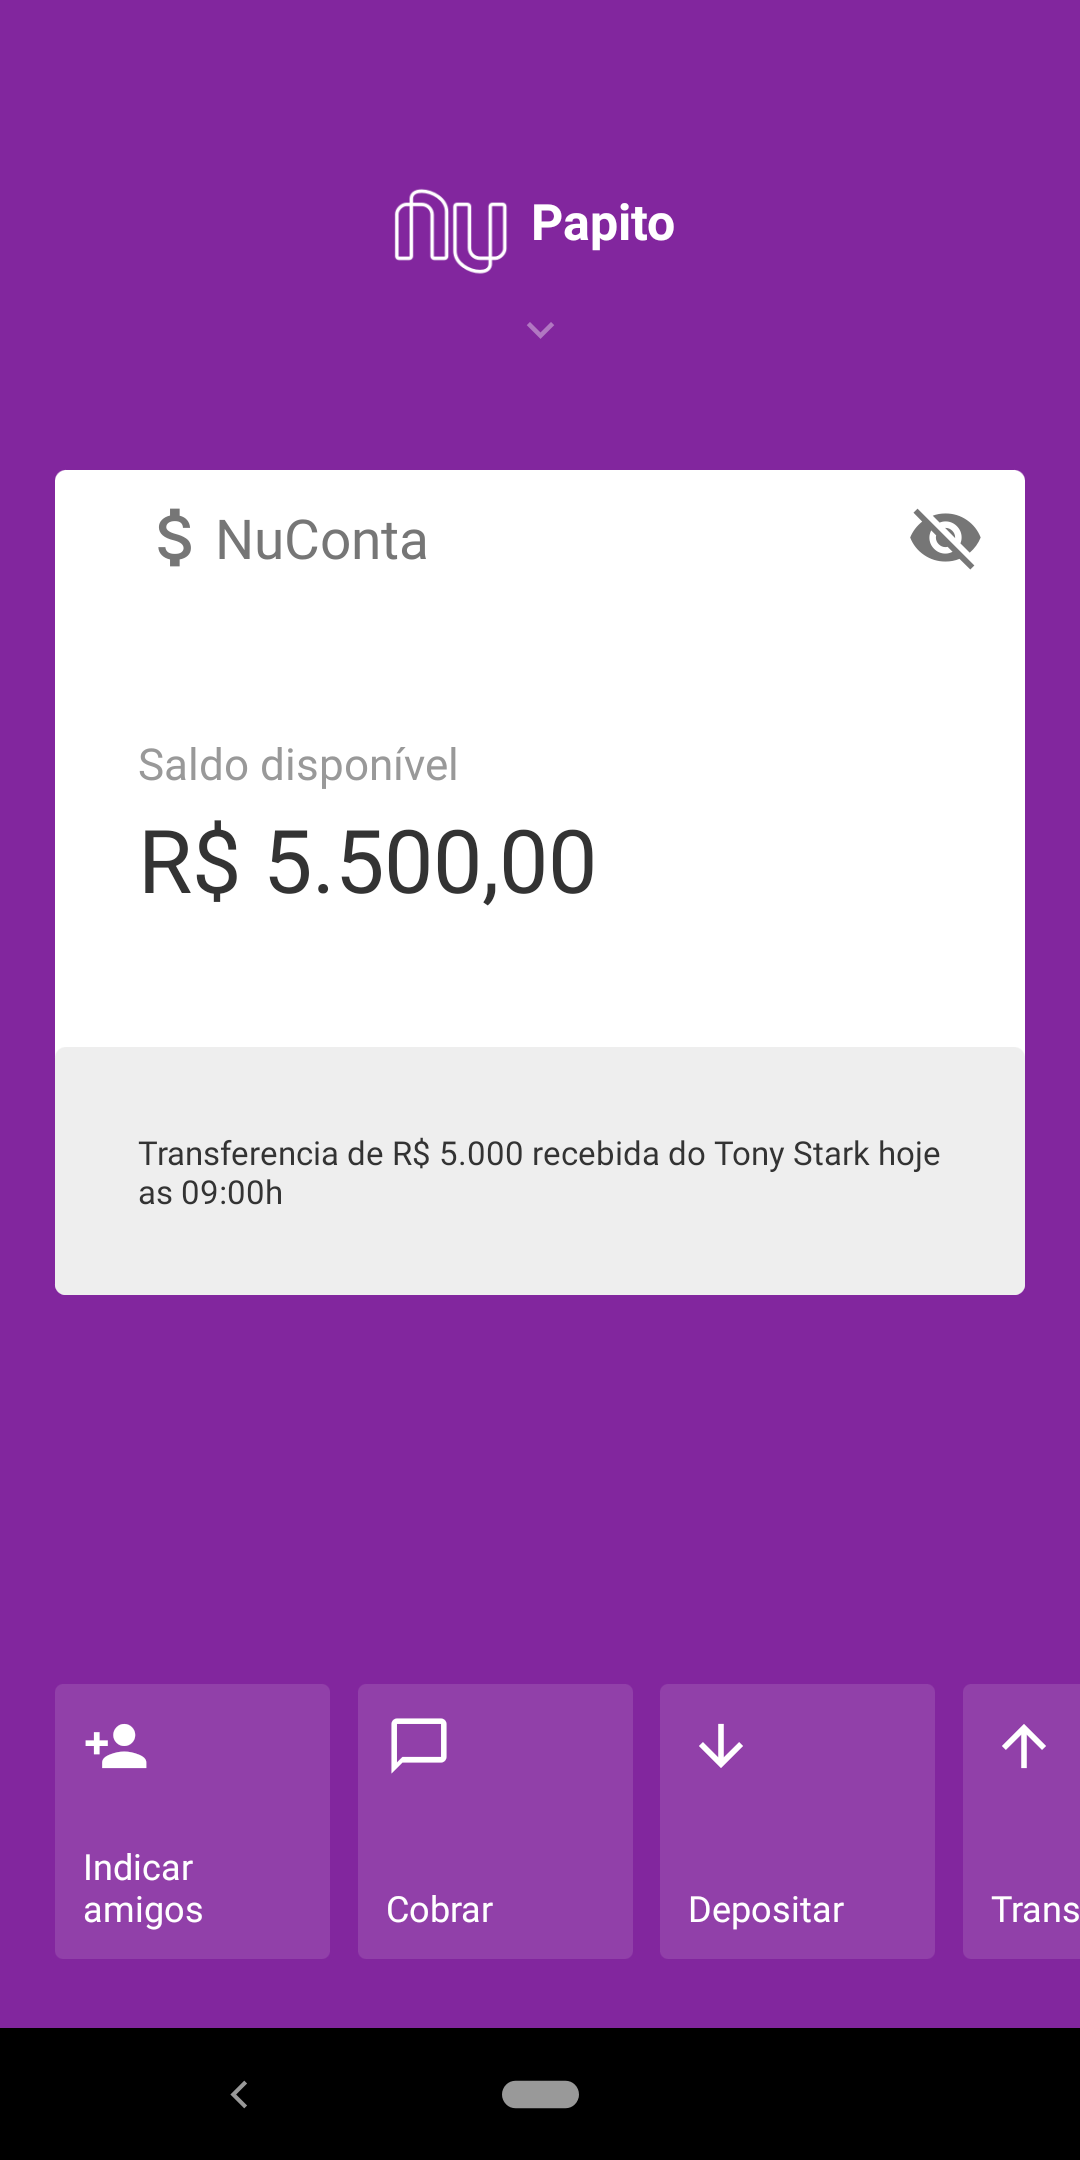 nu Papito
$ NuConta
Saldo disponível
R$ 5.500,00
Transferencia de R$ 5.000 recebida do Tony Stark hoje
as 09:00h
Indicar
amigos
Cobrar
Depositar
Trans